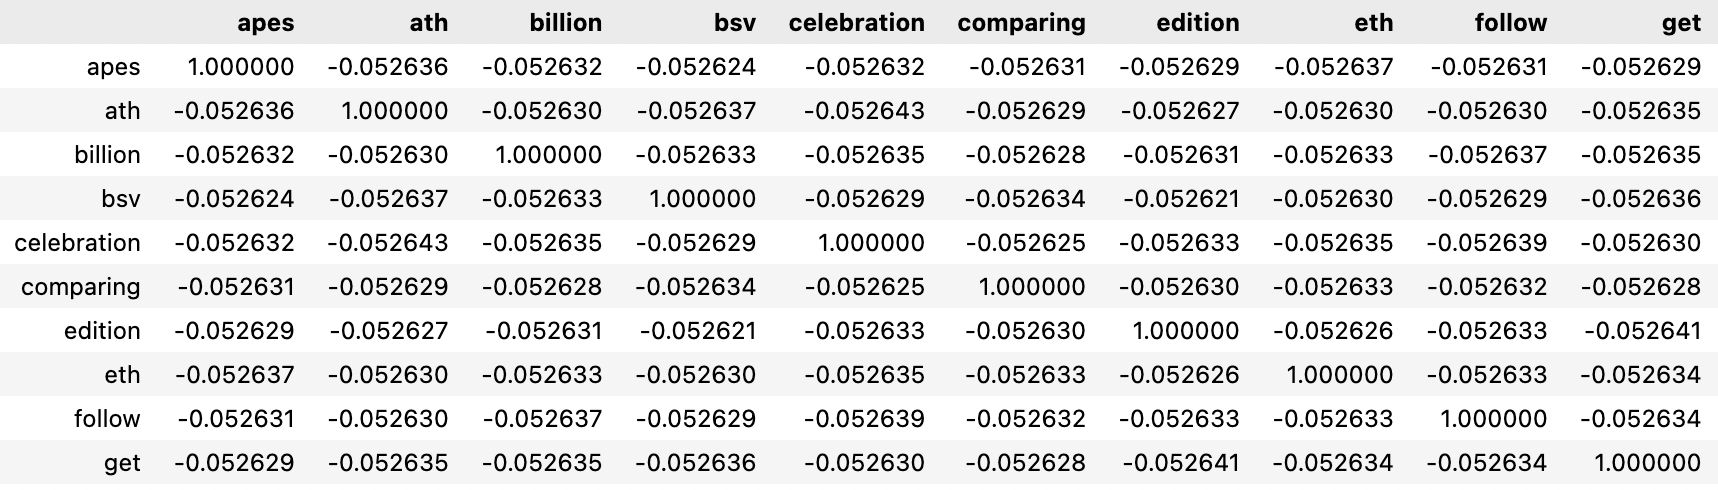 apes ath billion bsv celebration comparing edition eth follow get
apes 1.000000 -0.052636 -0.052632 -0.052624 -0.052632 -0.052631 -0.052629 -0.052637 -0.052631 -0.052629
ath -0.052636 1.000000 -0.052630 -0.052637 -0.052643 -0.052629 -0.052627 -0.052630 -0.052630 -0.052635
billion -0.052632 -0.052630 1.000000 -0.052633 -0.052635 -0.052628 -0.052631 -0.052633 -0.052637 -0.052635
bsv -0.052624 -0.052637 -0.052633 1.000000 -0.052629 -0.052634 -0.052621 -0.052630 -0.052629 -0.052636
celebration -0.052632 -0.052643 -0.052635 -0.052629 1.000000 -0.052625 -0.052633 -0.052635 -0.052639 -0.052630
comparing -0.052631 -0.052629 -0.052628 -0.052634 -0.052625 1.000000 -0.052630 -0.052633 -0.052632 -0.052628
edition -0.052629 -0.052627 -0.052631 -0.052621 -0.052633 -0.052630 1.000000 -0.052626 -0.052633 -0.052641
eth -0.052637 -0.052630 -0.052633 -0.052630 -0.052635 -0.052633 -0.052626 1.000000 -0.052633 -0.052634
follow -0.052631 -0.052630 -0.052637 -0.052629 -0.052639 -0.052632 -0.052633 -0.052633 1.000000 -0.052634
get -0.052629 -0.052635 -0.052635 -0.052636 -0.052630 -0.052628 -0.052641 -0.052634 -0.052634 1.000000